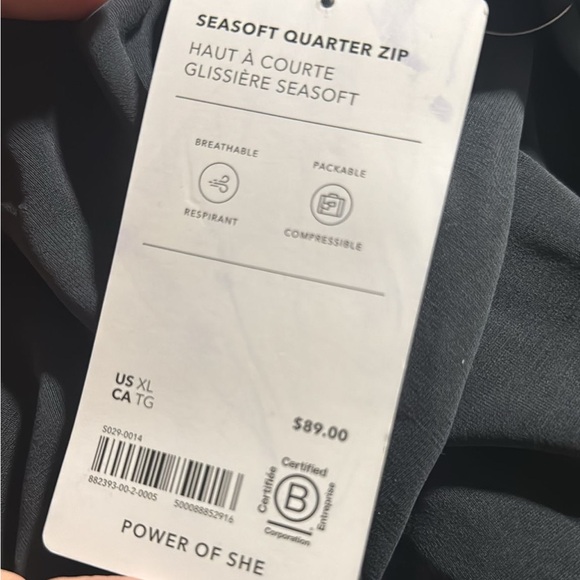 SEASOFT QUARTER ZIP
HAUT À COURTE
GLISSIÈRE SEASOFT
BREATHABLE
RESPIRANT
PACKABLE
COMPRESSIBLE
US XL
CA TG
$89.00
S029-0014
882393-00-2-0005 500088852916
Certified
Certifiée
B
Entreprise
Corporation
POWER OF SHE